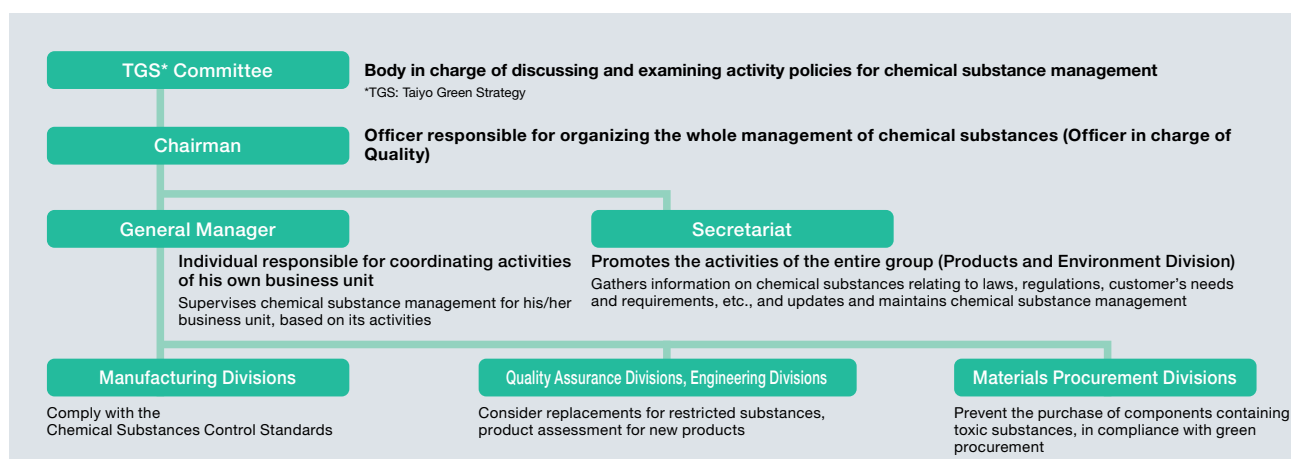 TGS* Committee
Body in charge of discussing and examining activity policies for chemical substance management
*TGS: Taiyo Green Strategy
Chairman
Officer responsible for organizing the whole management of chemical substances (Officer in charge of
Quality)
General Manager
Individual responsible for coordinating activities
of his own business unit
Supervises chemical substance management for his/her
business unit, based on its activities
Secretariat
Promotes the activities of the entire group (Products and Environment Division)
Gathers information on chemical substances relating to laws, regulations, customer’s needs
and requirements, etc., and updates and maintains chemical substance management
Manufacturing Divisions
Comply with the
Chemical Substances Control Standards
Quality Assurance Divisions, Engineering Divisions
Consider replacements for restricted substances,
product assessment for new products
Materials Procurement Divisions
Prevent the purchase of components containing
toxic substances, in compliance with green
procurement